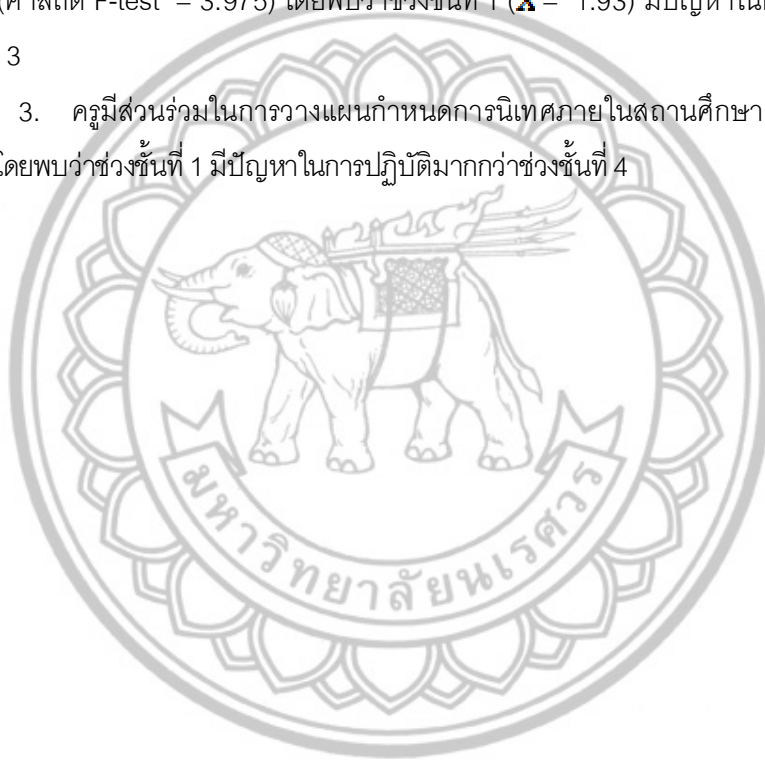 (ค่าสถิติ F-test = 3.975) โดยพบว่าช่วงชั้นที่ 1 (X̄ = 1.93) มีปัญหาใน
3
3. ครูมีส่วนร่วมในการวางแผนกำหนดการนิเทศภายในสถานศึกษา
โดยพบว่าช่วงชั้นที่ 1 มีปัญหาในการปฏิบัติมากกว่าช่วงชั้นที่ 4
มหาวิทยาลัยนเรศวร